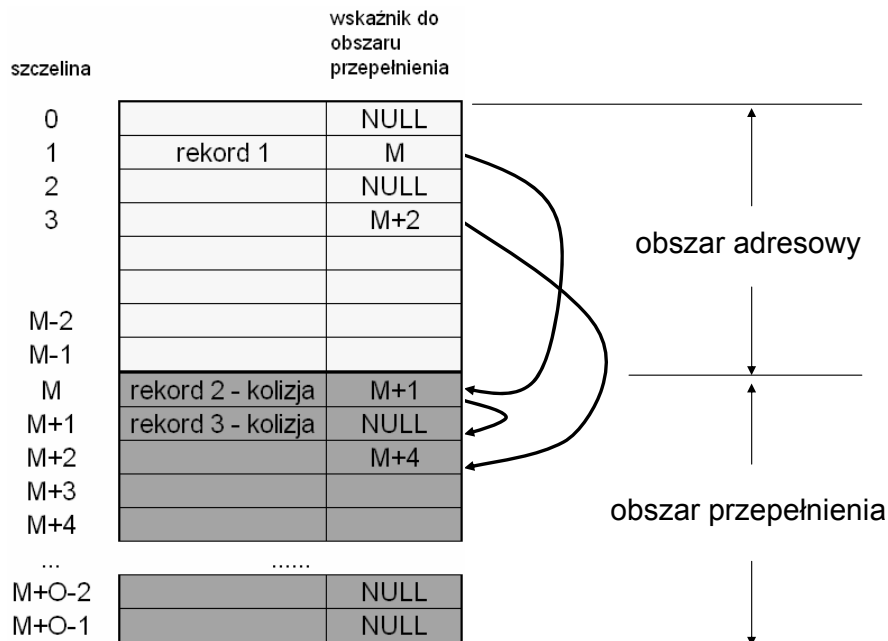 wskaźnik do
obszaru
przepełnienia
szczelina
0 NULL
1 rekord 1 M
2 NULL
3 M+2
obszar adresowy
M-2
M-1
M rekord 2 - kolizja M+1
M+1 rekord 3 - kolizja NULL
M+2 M+4
M+3
M+4
obszar przepełnienia
... ......
M+O-2 NULL
M+O-1 NULL